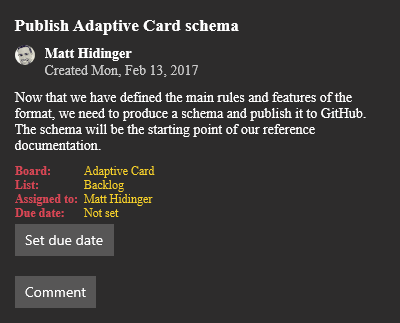 Publish Adaptive Card schema
Matt Hidinger
Created Mon, Feb 13, 2017
Now that we have defined the main rules and features of the
format, we need to produce a schema and publish it to GitHub.
The schema will be the starting point of our reference
documentation.
Board: Adaptive Card
List: Backlog
Assigned to: Matt Hidinger
Due date: Not set
Set due date
Comment